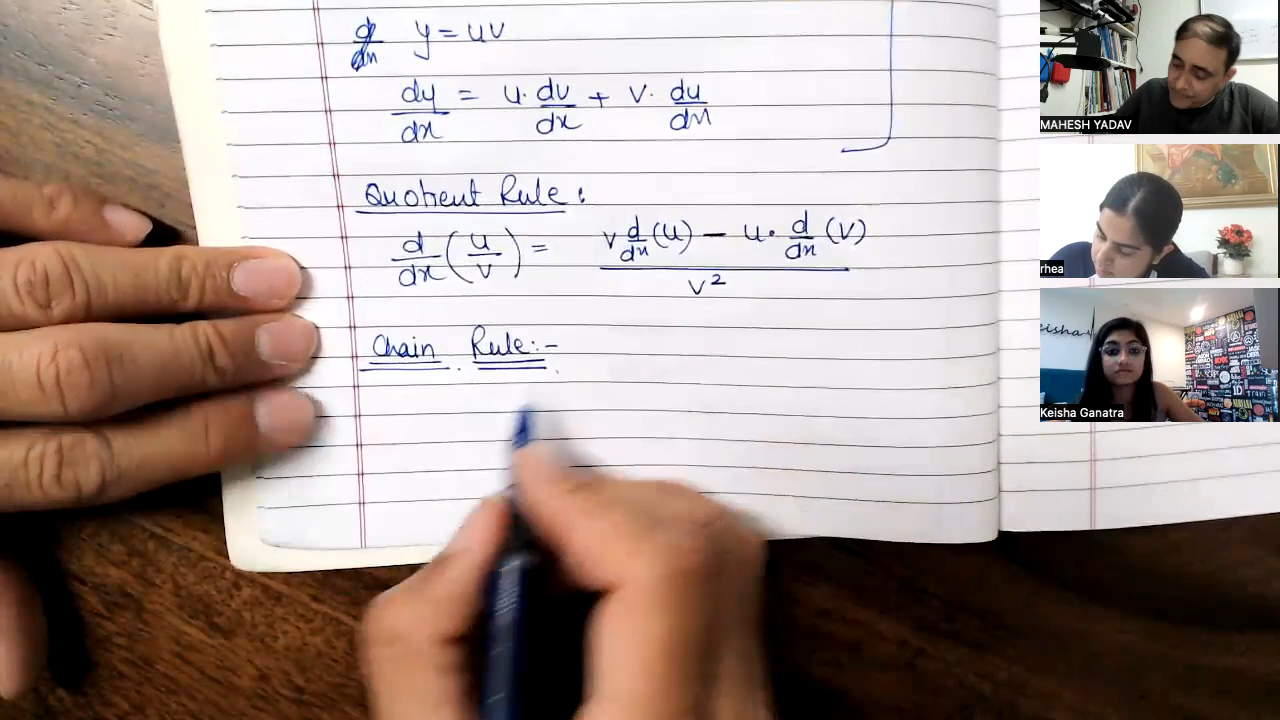 d/dx y = uv
dy/dx = u· dv/dx + v· du/dx
Quotient Rule:
d/dx (u/v) = (v d/dx (u) − u· d/dx (v)) / v²
Chain Rule:-
MAHESH YADAV
rhea
eisha
Keisha Ganatra